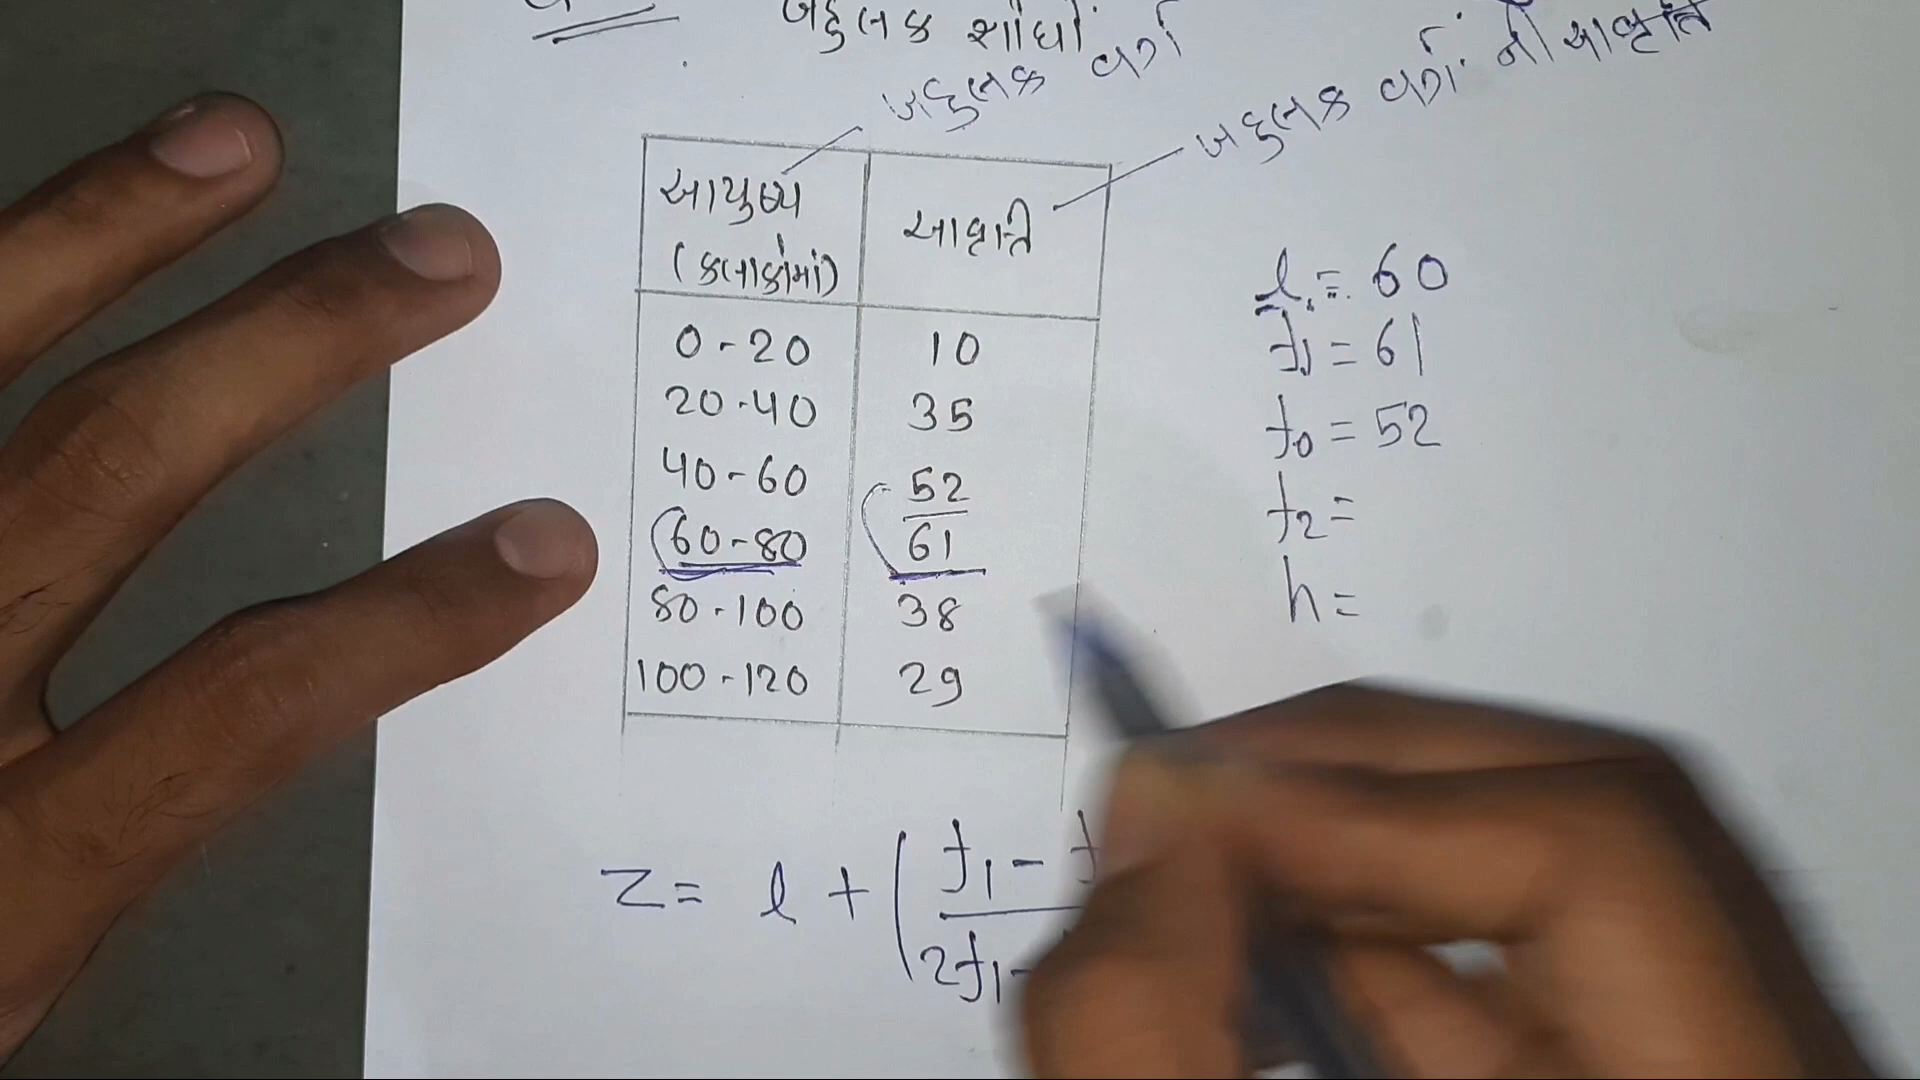 બહુલક શોધો.
બહુલક વર્ગ
બહુલક વર્ગ ની આવૃત્તિ
આયુષ્ય (કલાકોમાં) આવૃત્તિ
0-20 10
20-40 35
40-60 52
60-80 61
80-100 38
100-120 29
l = 60
f1 = 61
f0 = 52
f2 =
h =
Z = l + ( f1 - f
2f1 -